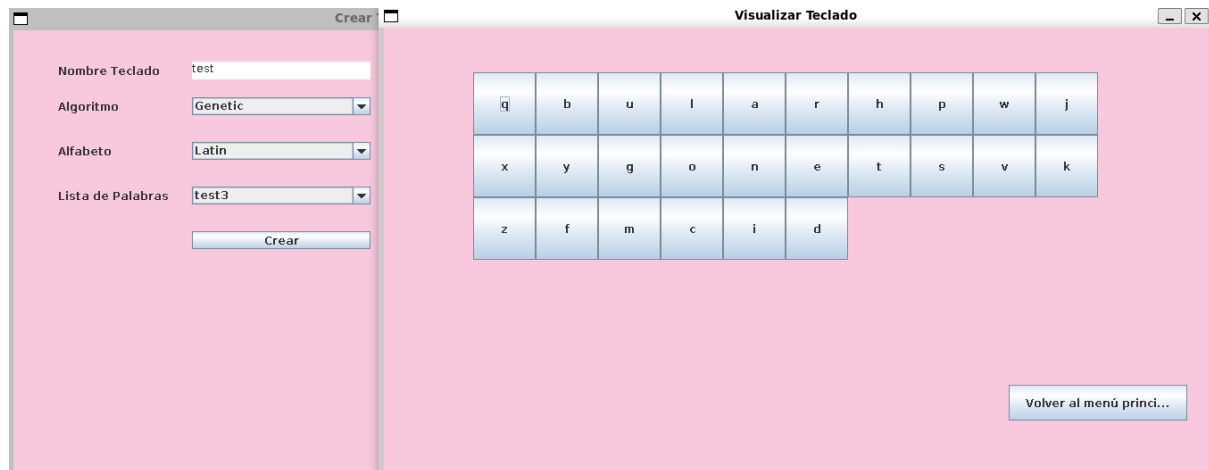 Crear
Nombre Teclado test
Algoritmo Genetic
Alfabeto Latin
Lista de Palabras test3
Crear
Visualizar Teclado
q b u l a r h p w j
x y g o n e t s v k
z f m c i d
Volver al menú princi...